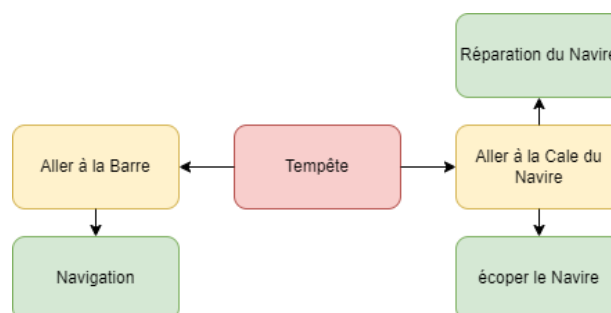 Réparation du Navire
Aller à la Barre
Tempête
Aller à la Cale du
Navire
Navigation
écoper le Navire